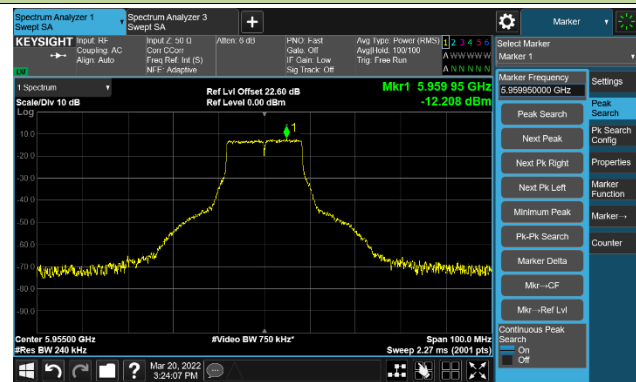 Spectrum Analyzer 1
Swept SA
Spectrum Analyzer 3
Swept SA
+
Marker
KEYSIGHT
Input: RF
Coupling: AC
Align: Auto
Input Z: 50 Ω
Corr CCorr
Freq Ref: Int (S)
NFE: Adaptive
Atten: 6 dB
PNO: Fast
Gate: Off
IF Gain: Low
Sig Track: Off
Avg Type: Power (RMS)
Avg|Hold: 100/100
Trig: Free Run
1 2 3 4 5 6
A W W W W W
A N N N N N
Select Marker
Marker 1
LXI
1 Spectrum
Scale/Div 10 dB
Log
Ref Lvl Offset 22.60 dB
Ref Level 0.00 dBm
Mkr1 5.959 95 GHz
-12.208 dBm
1
-10.0
-20.0
-30.0
-40.0
-50.0
-60.0
-70.0
-80.0
-90.0
Center 5.95500 GHz
#Res BW 240 kHz
#Video BW 750 kHz*
Span 100.0 MHz
Sweep 2.27 ms (2001 pts)
Marker Frequency
5.959950000 GHz
Peak Search
Next Peak
Next Pk Right
Next Pk Left
Minimum Peak
Pk-Pk Search
Marker Delta
Mkr→CF
Mkr→Ref Lvl
Continuous Peak
Search
On
Off
Settings
Peak
Search
Pk Search
Config
Properties
Marker
Function
Marker→
Counter
?
Mar 20, 2022
3:24:07 PM